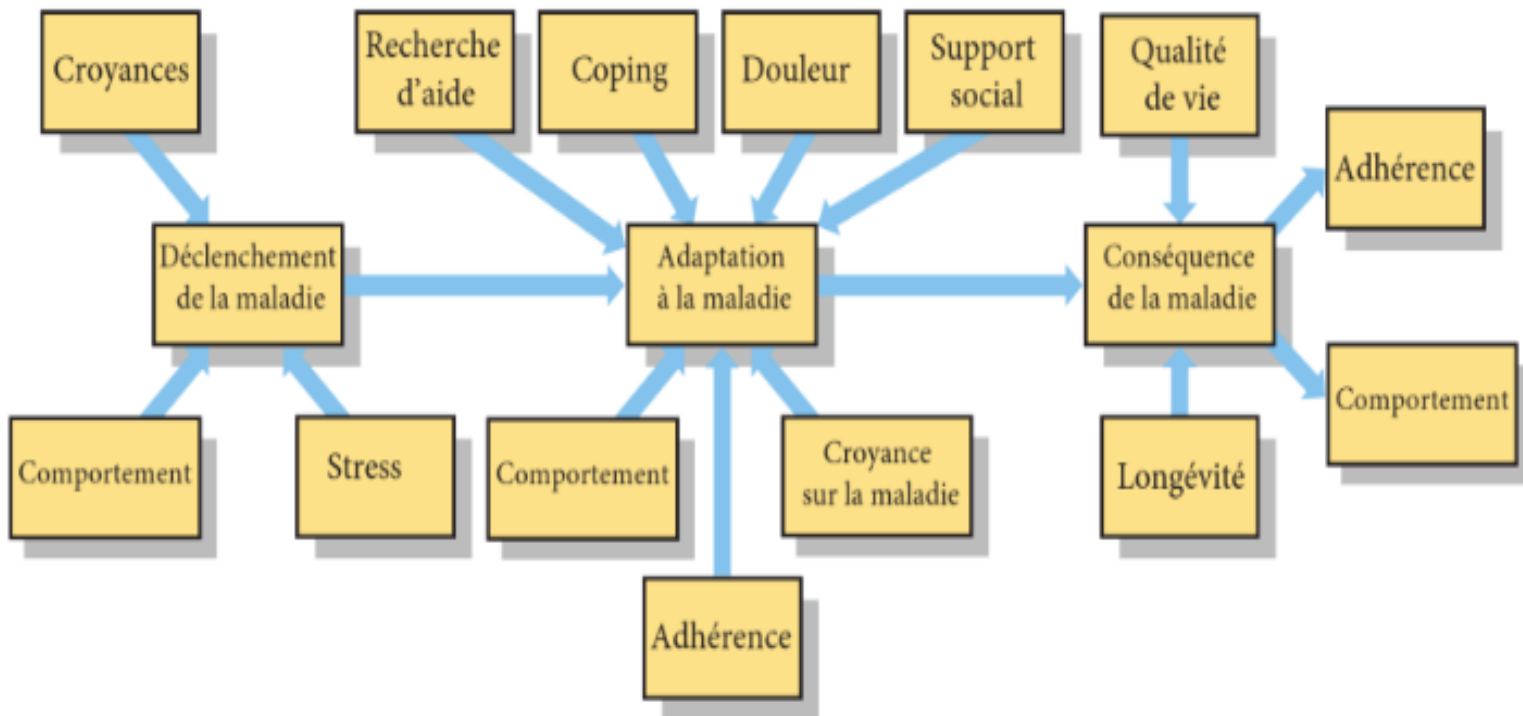 Croyances
Recherche
d'aide
Coping
Douleur
Support
social
Qualité
de vie
Adhérence
Déclenchement
de la maladie
Adaptation
à la maladie
Conséquence
de la maladie
Comportement
Stress
Comportement
Croyance
sur la maladie
Longévité
Comportement
Adhérence